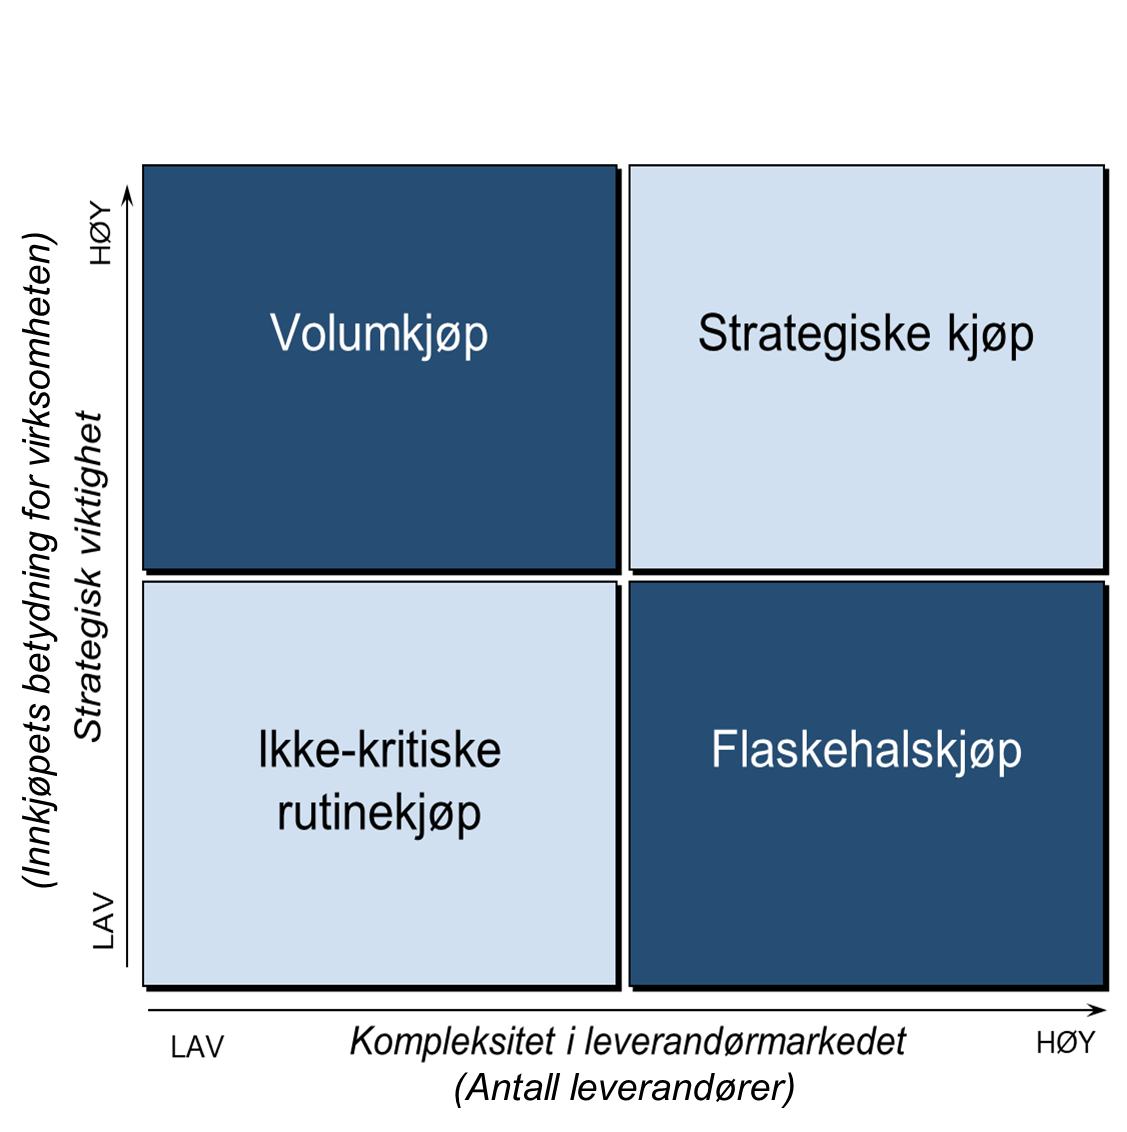 HØY
(Innkjøpets betydning for virksomheten)
Strategisk viktighet
LAV
Volumkjøp
Strategiske kjøp
Ikke-kritiske
rutinekjøp
Flaskehalskjøp
LAV
Kompleksitet i leverandørmarkedet
HØY
(Antall leverandører)